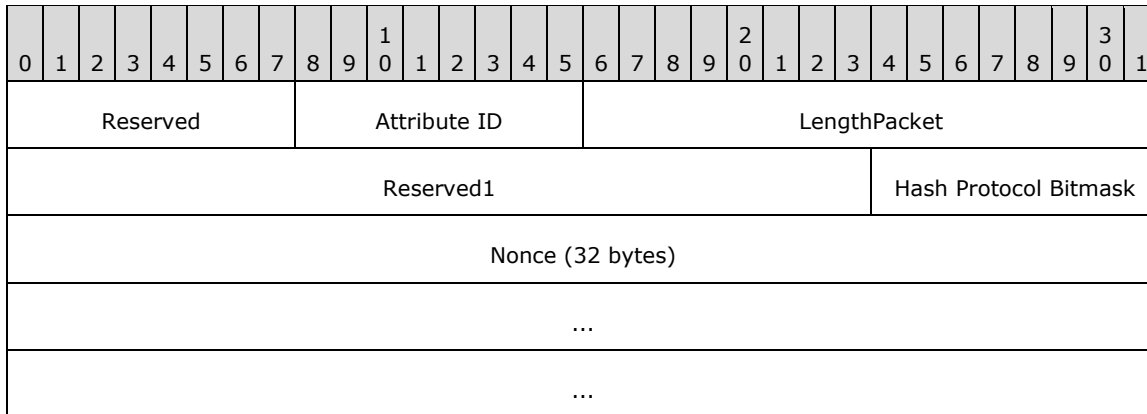 1 2 3
0 1 2 3 4 5 6 7 8 9 0 1 2 3 4 5 6 7 8 9 0 1 2 3 4 5 6 7 8 9 0 1
Reserved Attribute ID LengthPacket
Reserved1 Hash Protocol Bitmask
Nonce (32 bytes)
...
...